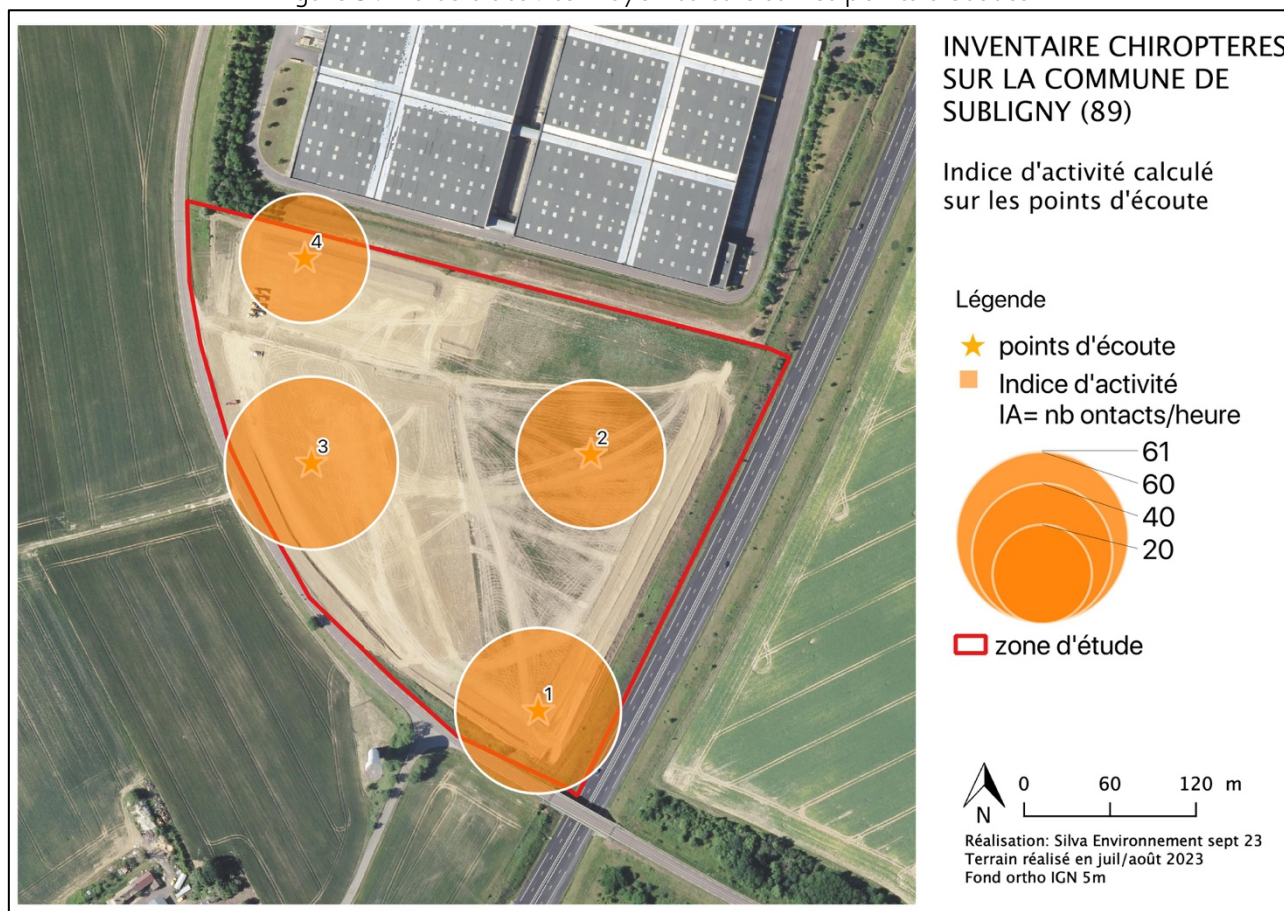 INVENTAIRE CHIROPTERES
SUR LA COMMUNE DE
SUBLIGNY (89)
Indice d'activité calculé
sur les points d'écoute
Légende
points d'écoute
Indice d'activité
IA= nb ontacts/heure
61
60
40
20
zone d'étude
4
3
2
1
N
0 60 120 m
Réalisation: Silva Environnement sept 23
Terrain réalisé en juil/août 2023
Fond ortho IGN 5m